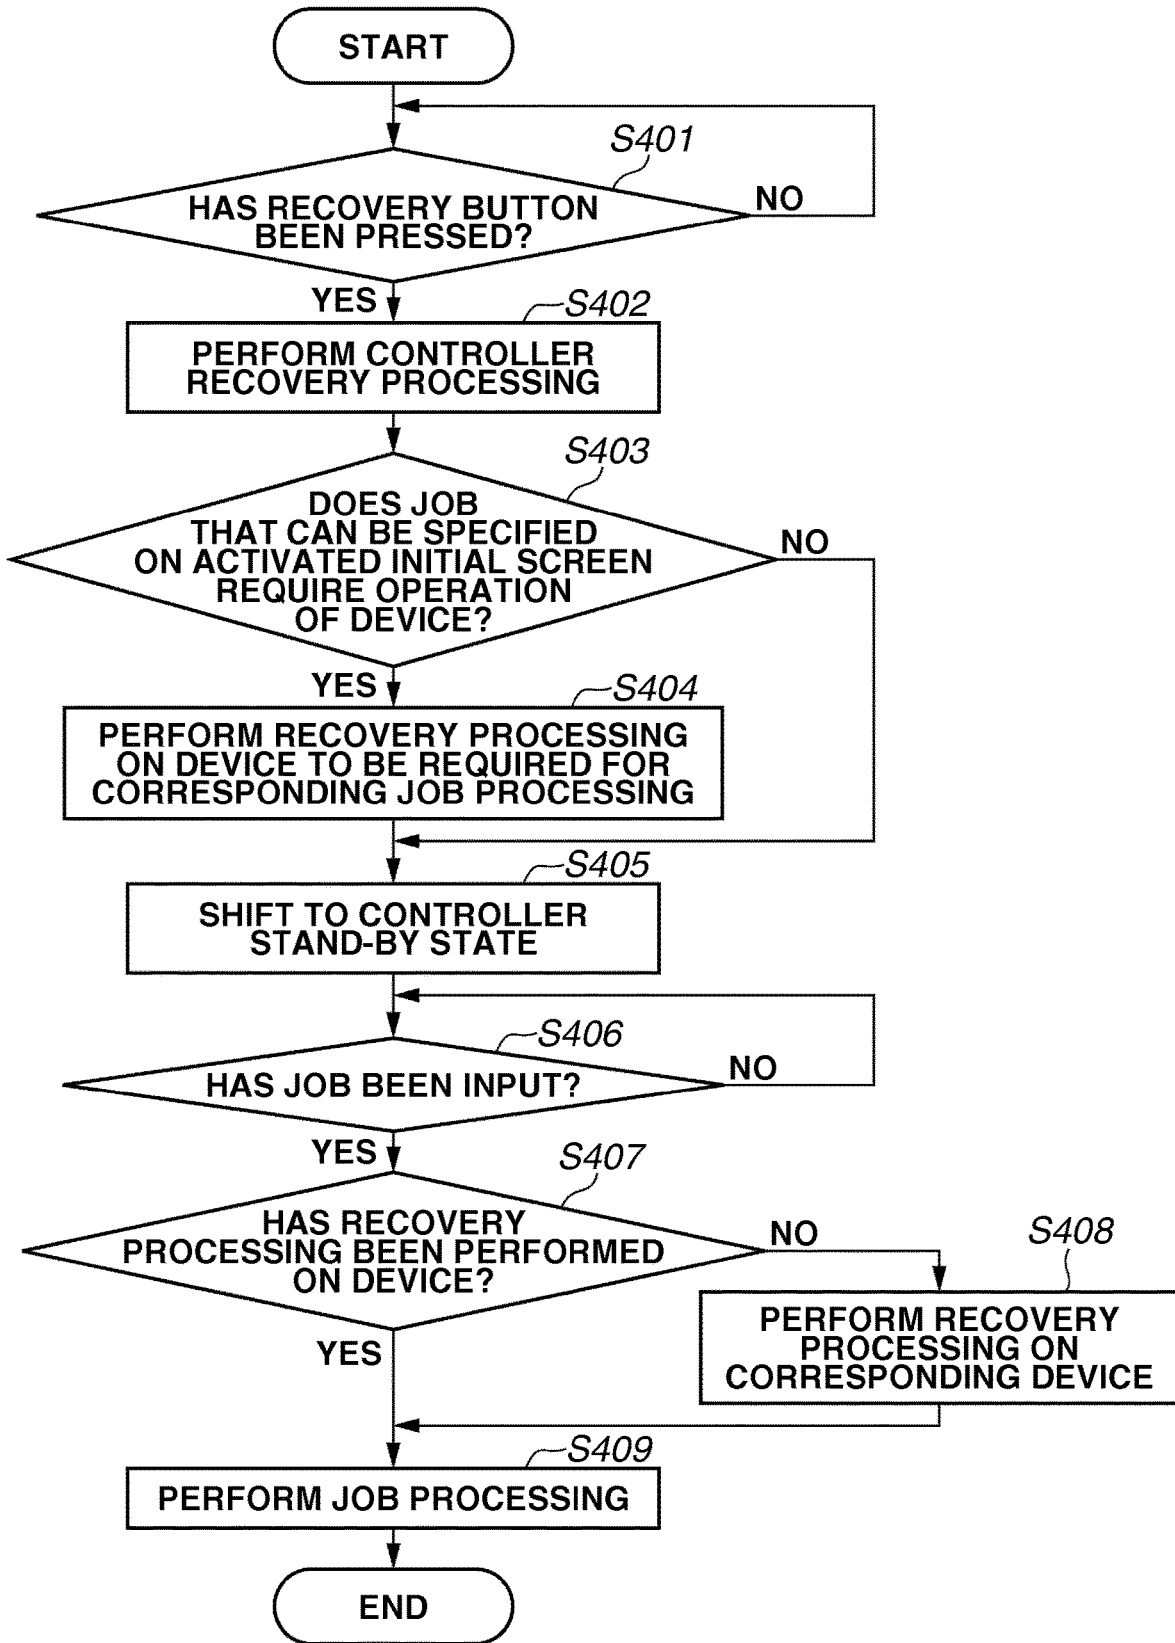 START
S401
HAS RECOVERY BUTTON
BEEN PRESSED?
NO
YES
S402
PERFORM CONTROLLER
RECOVERY PROCESSING
S403
DOES JOB
THAT CAN BE SPECIFIED
ON ACTIVATED INITIAL SCREEN
REQUIRE OPERATION
OF DEVICE?
NO
YES
S404
PERFORM RECOVERY PROCESSING
ON DEVICE TO BE REQUIRED FOR
CORRESPONDING JOB PROCESSING
S405
SHIFT TO CONTROLLER
STAND-BY STATE
S406
HAS JOB BEEN INPUT?
NO
YES
S407
HAS RECOVERY
PROCESSING BEEN PERFORMED
ON DEVICE?
NO
YES
S408
PERFORM RECOVERY
PROCESSING ON
CORRESPONDING DEVICE
S409
PERFORM JOB PROCESSING
END